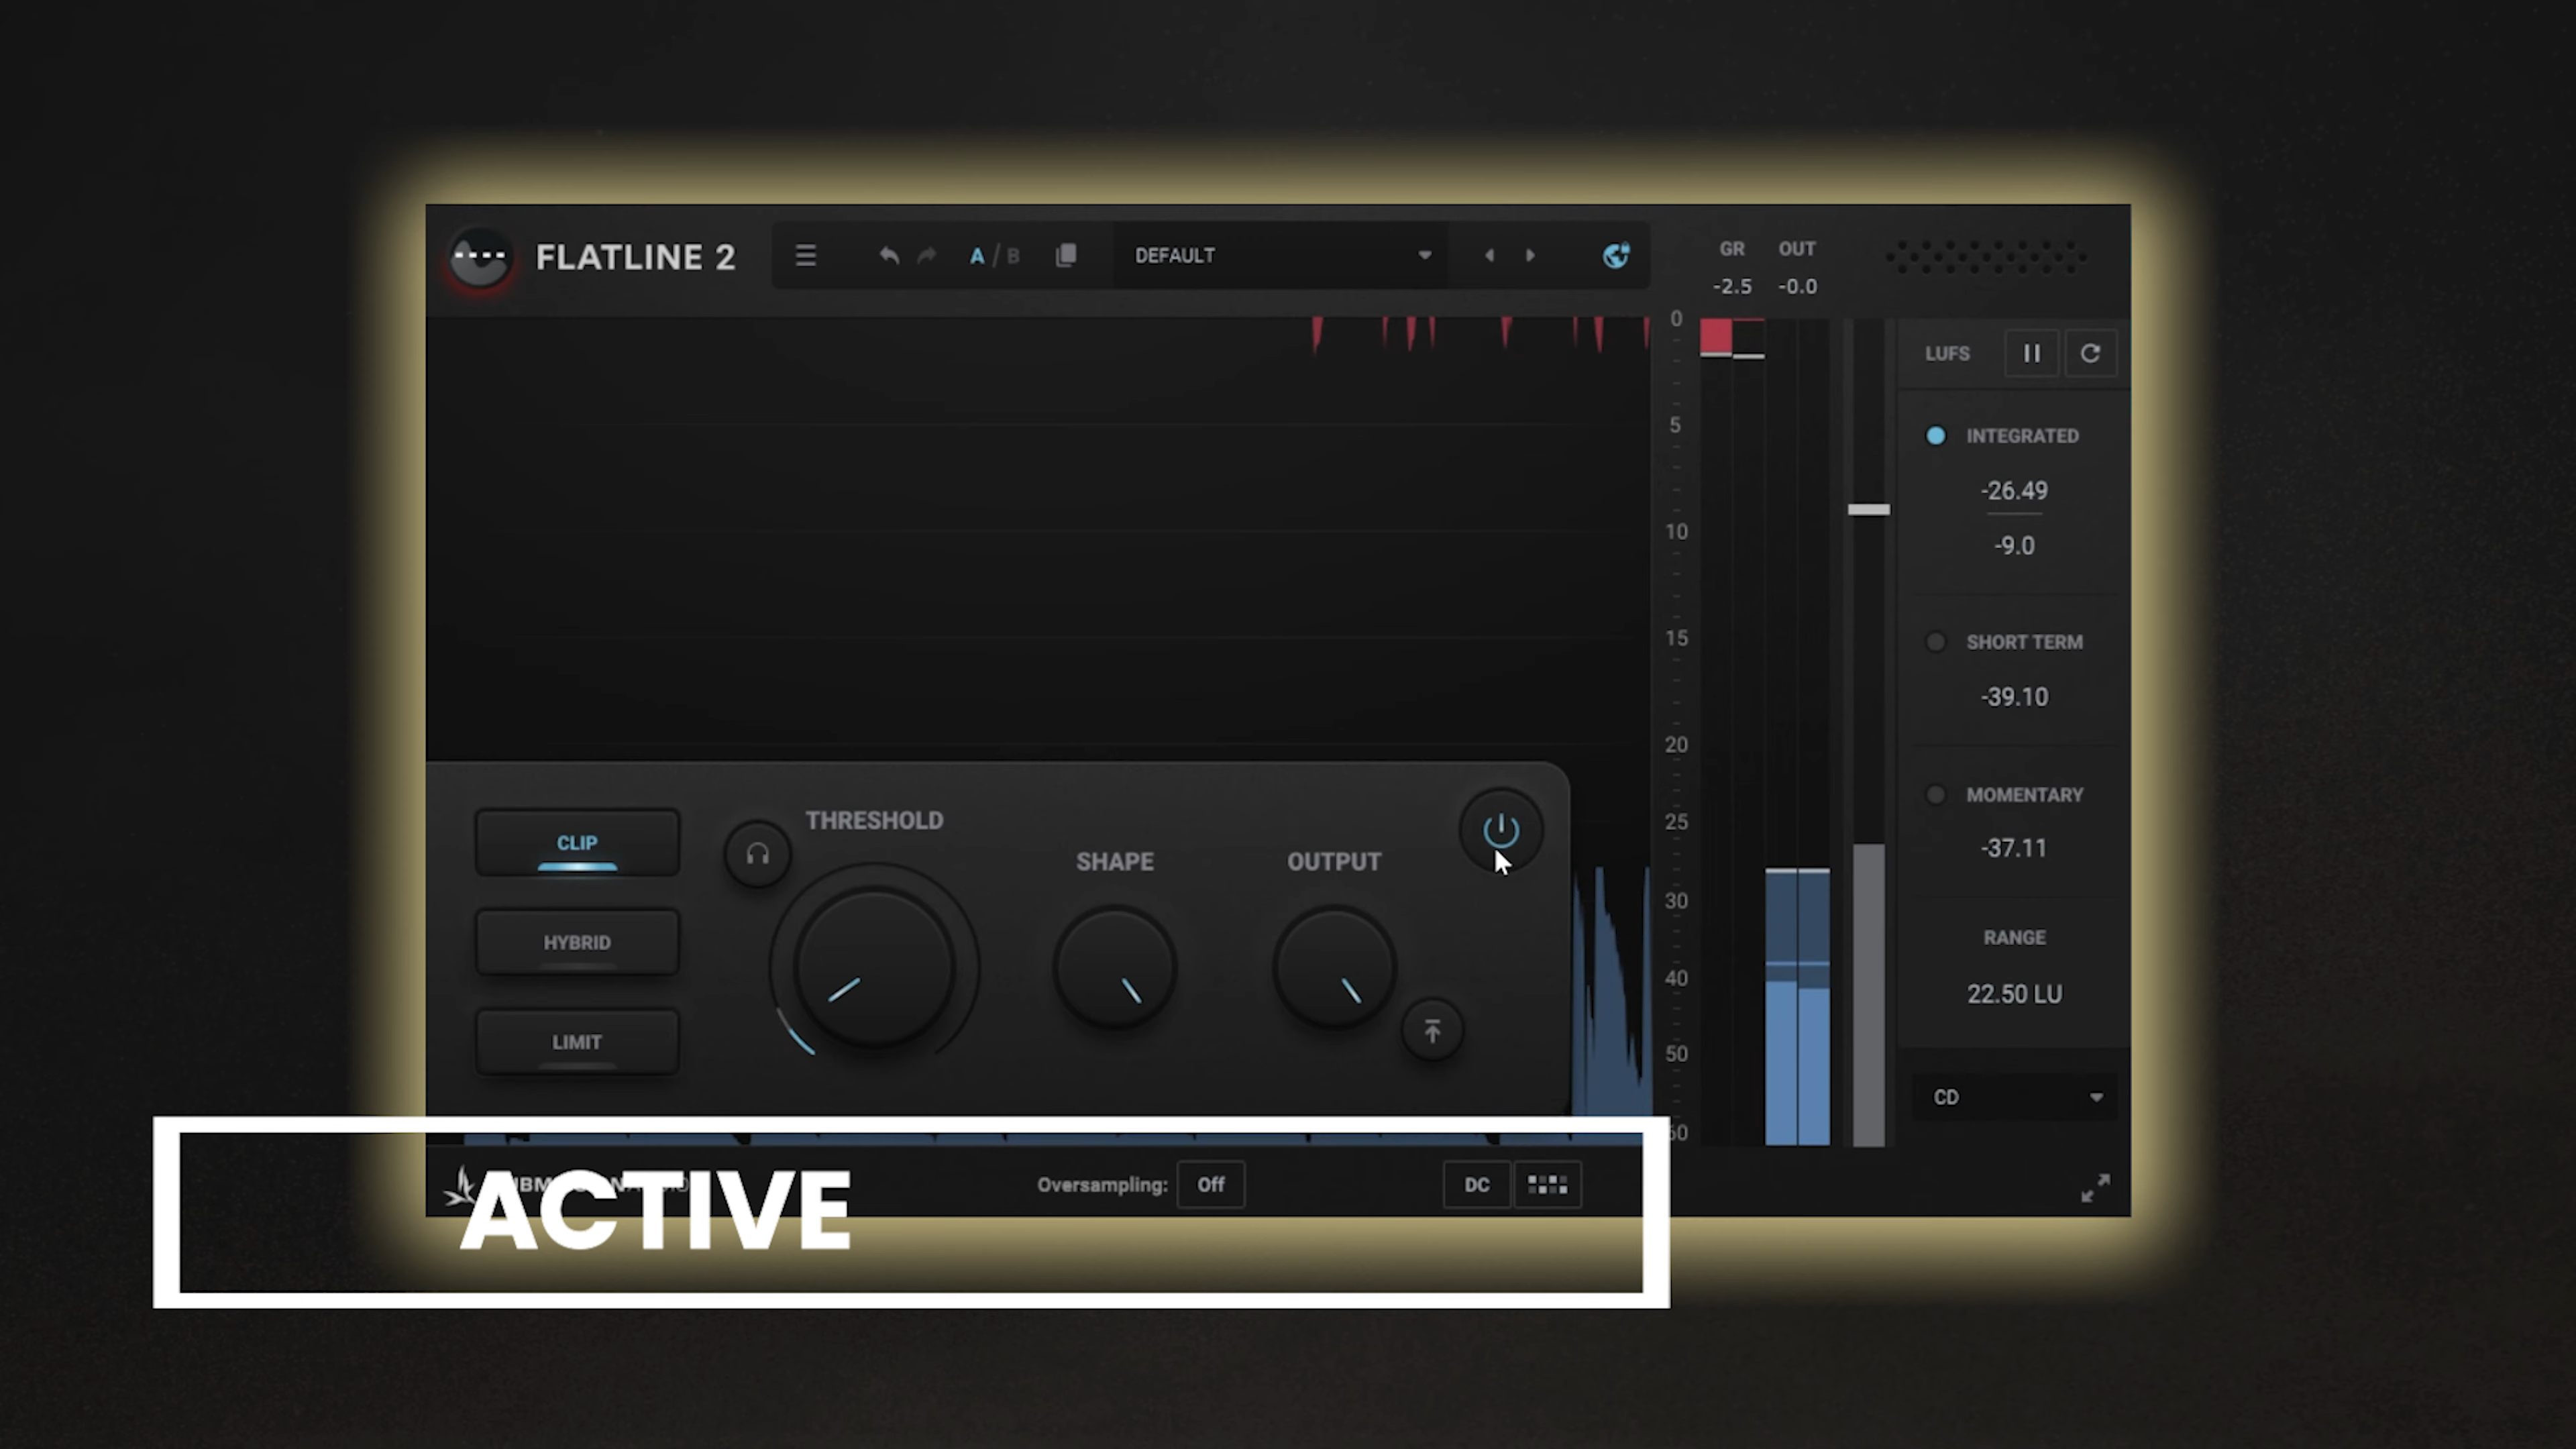 FLATLINE 2
A / B
DEFAULT
GR OUT
-2.5 -0.0
LUFS
INTEGRATED
-26.49
-9.0
SHORT TERM
-39.10
MOMENTARY
-37.11
RANGE
22.50 LU
CD
0
5
10
15
20
25
30
40
50
CLIP
HYBRID
LIMIT
THRESHOLD
SHAPE
OUTPUT
Oversampling: Off
DC
ACTIVE